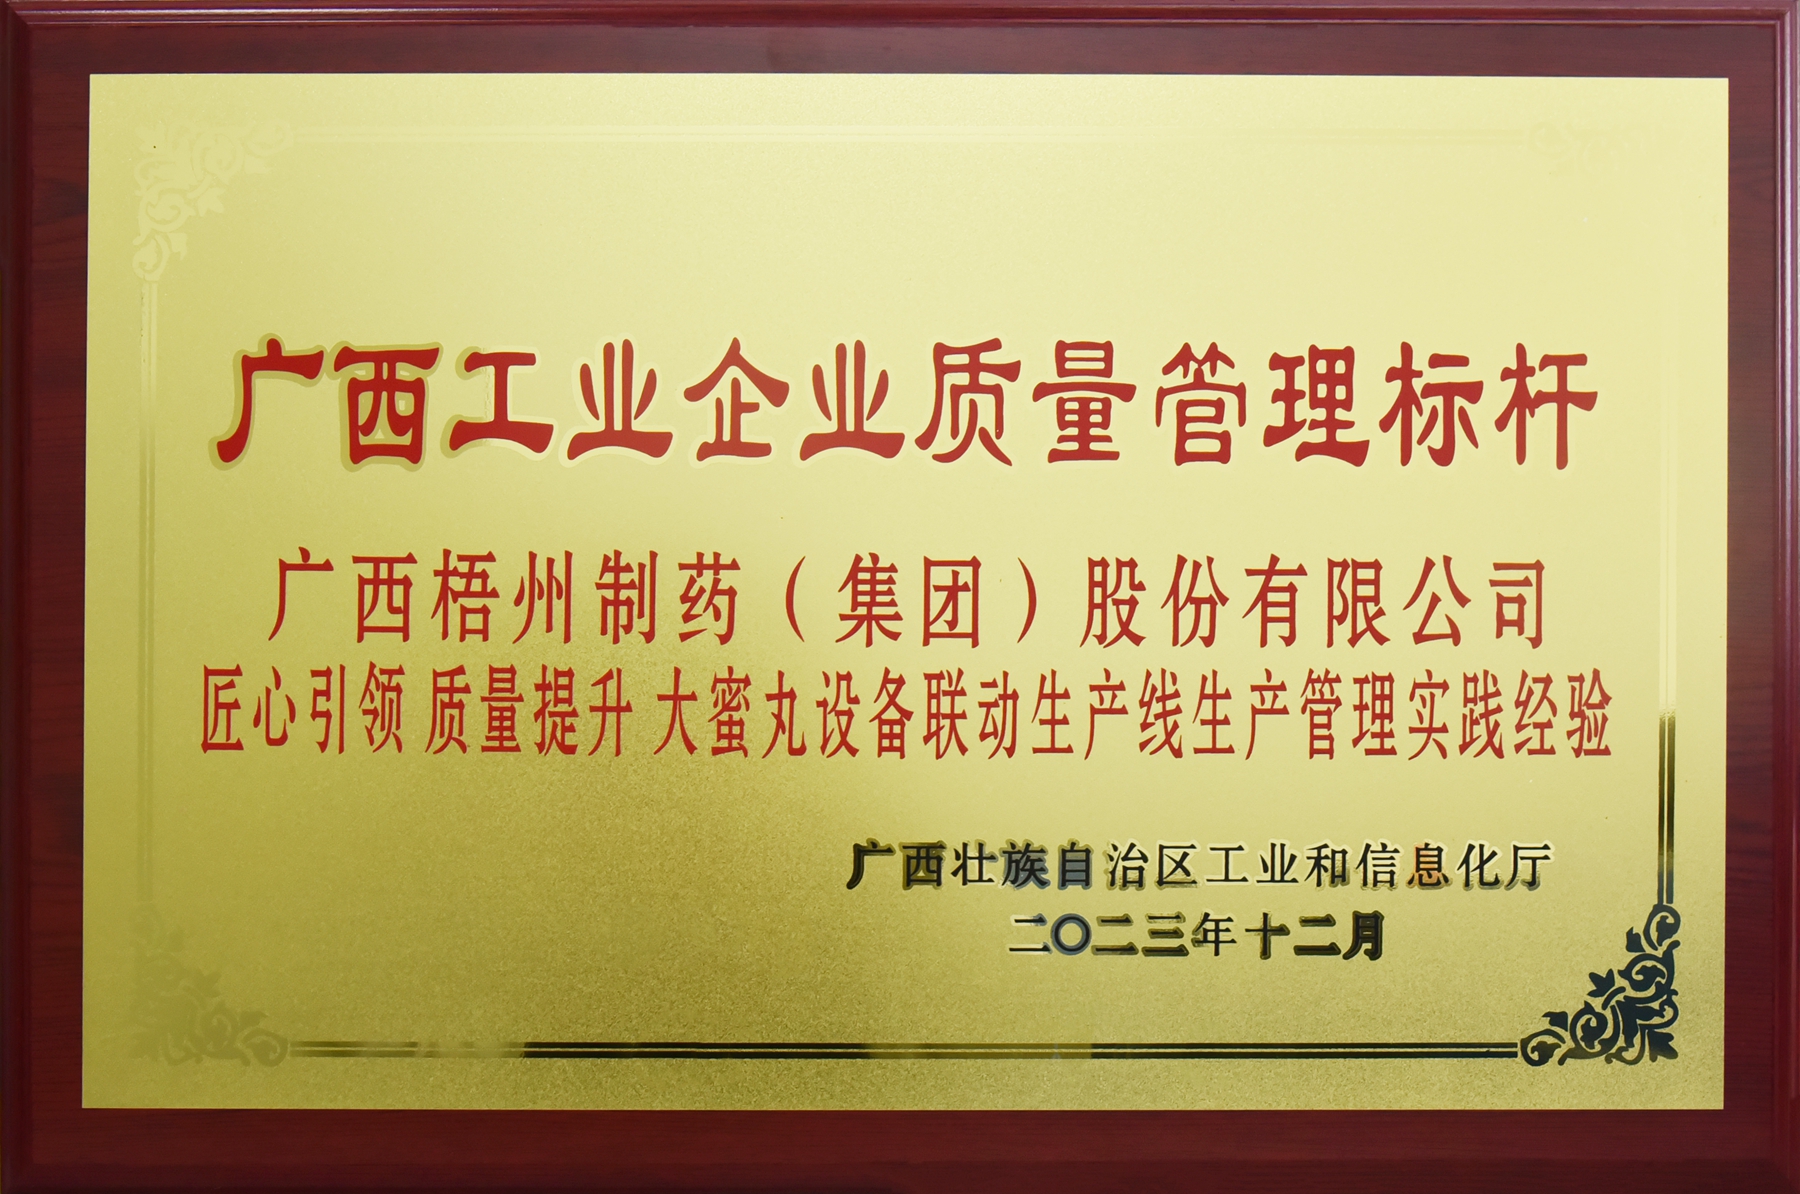 广西工业企业质量管理标杆
广西梧州制药（集团）股份有限公司
匠心引领 质量提升 大蜜丸设备联动生产线生产管理实践经验
广西壮族自治区工业和信息化厅
二〇二三年十二月